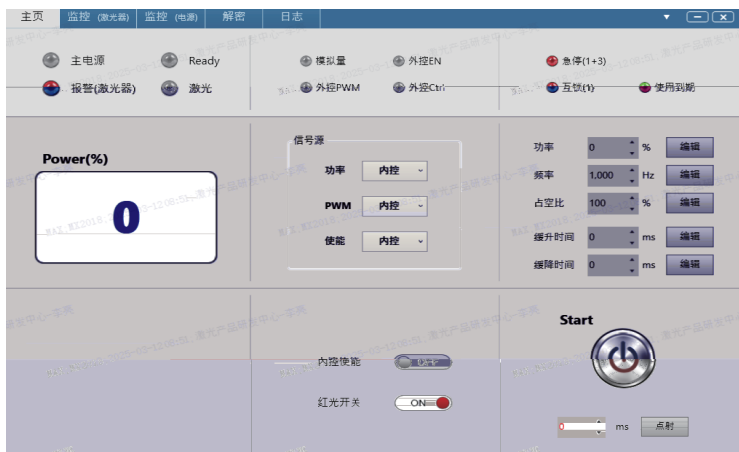 主页 监控 (激光器) 监控 (电源) 解密 日志
主电源 Ready 模拟量 外控EN 急停(1+3)
报警(激光器) 激光 外控PWM 外控Ctrl 互锁(1) 使用到期
Power(%)
0
信号源
功率 内控
PWM 内控
使能 内控
功率 0 % 编辑
频率 1,000 Hz 编辑
占空比 100 % 编辑
缓升时间 0 ms 编辑
缓降时间 0 ms 编辑
Start
内控使能
红光开关 ON
0 ms 点射